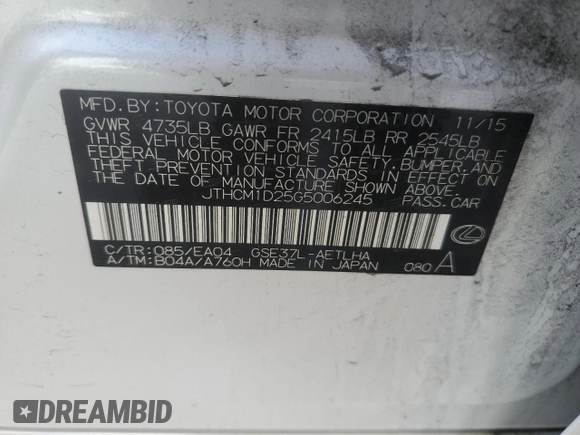 MFD. BY: TOYOTA MOTOR CORPORATION 11/15
GVWR 4735LB GAWR FR 2415LB RR 2645LB
THIS VEHICLE CONFORMS TO ALL APPLICABLE
FEDERAL MOTOR VEHICLE SAFETY, BUMPER, AND
THEFT PREVENTION STANDARDS IN EFFECT ON
THE DATE OF MANUFACTURE SHOWN ABOVE.
JTHCM1D25G5006245 PASS.CAR
C/TR: 085/EA04 GSE37L-AETLHA
A/TM: B04A/A760H MADE IN JAPAN 080 A
DREAMBID